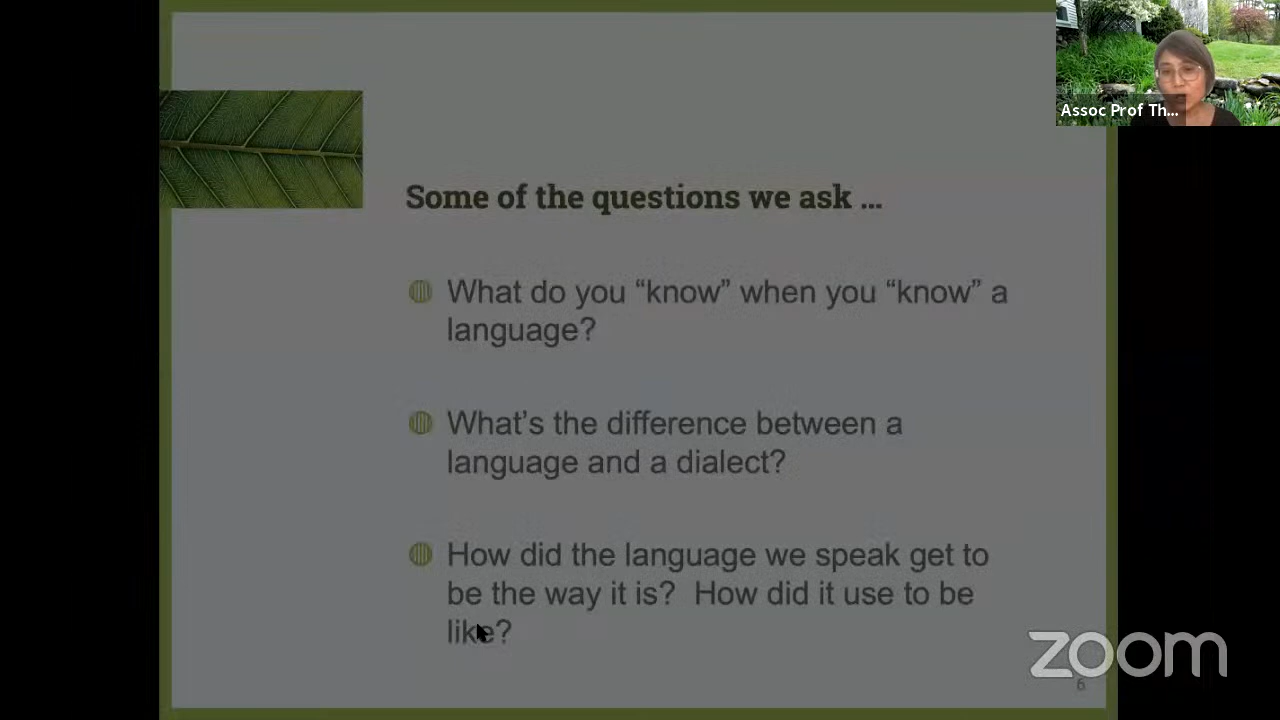 Assoc Prof Th...
Some of the questions we ask ...
What do you “know” when you “know” a
language?
What’s the difference between a
language and a dialect?
How did the language we speak get to
be the way it is?  How did it use to be
like?
zoom
6